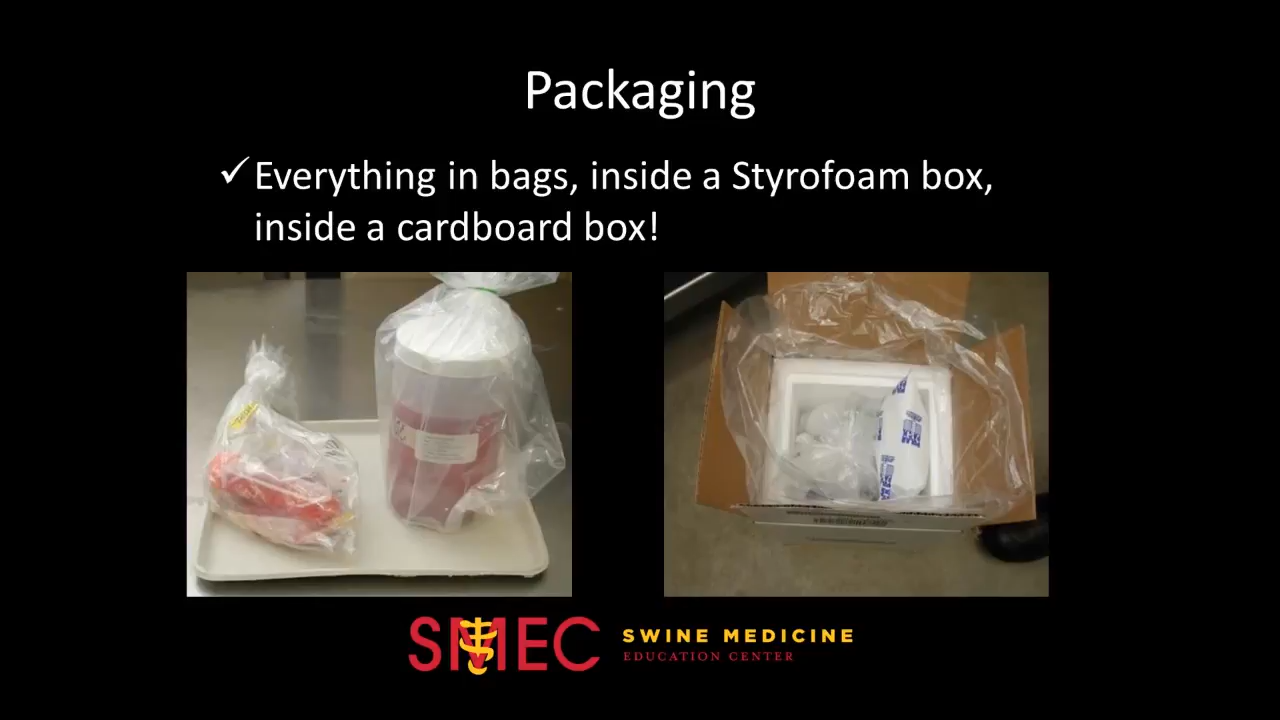 Packaging
✓Everything in bags, inside a Styrofoam box,
inside a cardboard box!
SMEC SWINE MEDICINE
EDUCATION CENTER